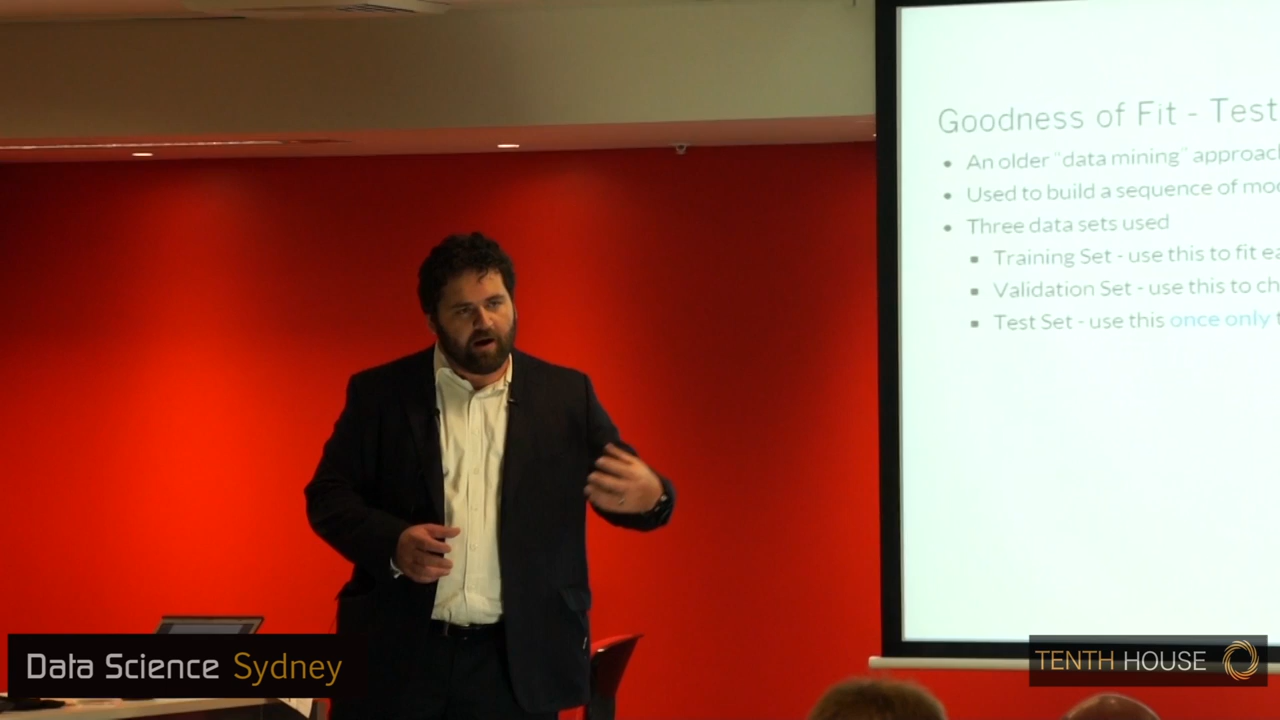 Goodness of Fit - Test
An older "data mining" approac
Used to build a sequence of mo
Three data sets used
Training Set - use this to fit ea
Validation Set - use this to ch
Test Set - use this once only
Data Science Sydney
TENTH HOUSE